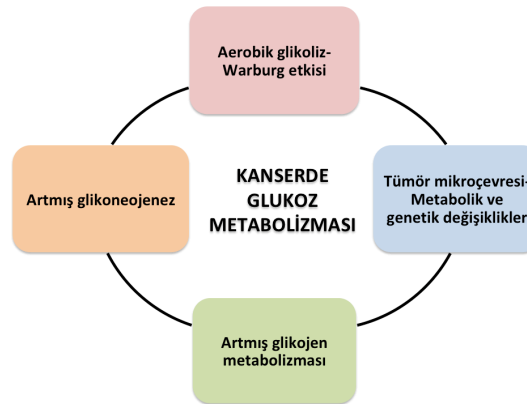 Aerobik glikoliz-
Warburg etkisi
Artmış glikoneojenez
KANSERDE
GLUKOZ
METABOLİZMASI
Tümör mikroçevresi-
Metabolik ve
genetik değişiklikler
Artmış glikojen
metabolizması